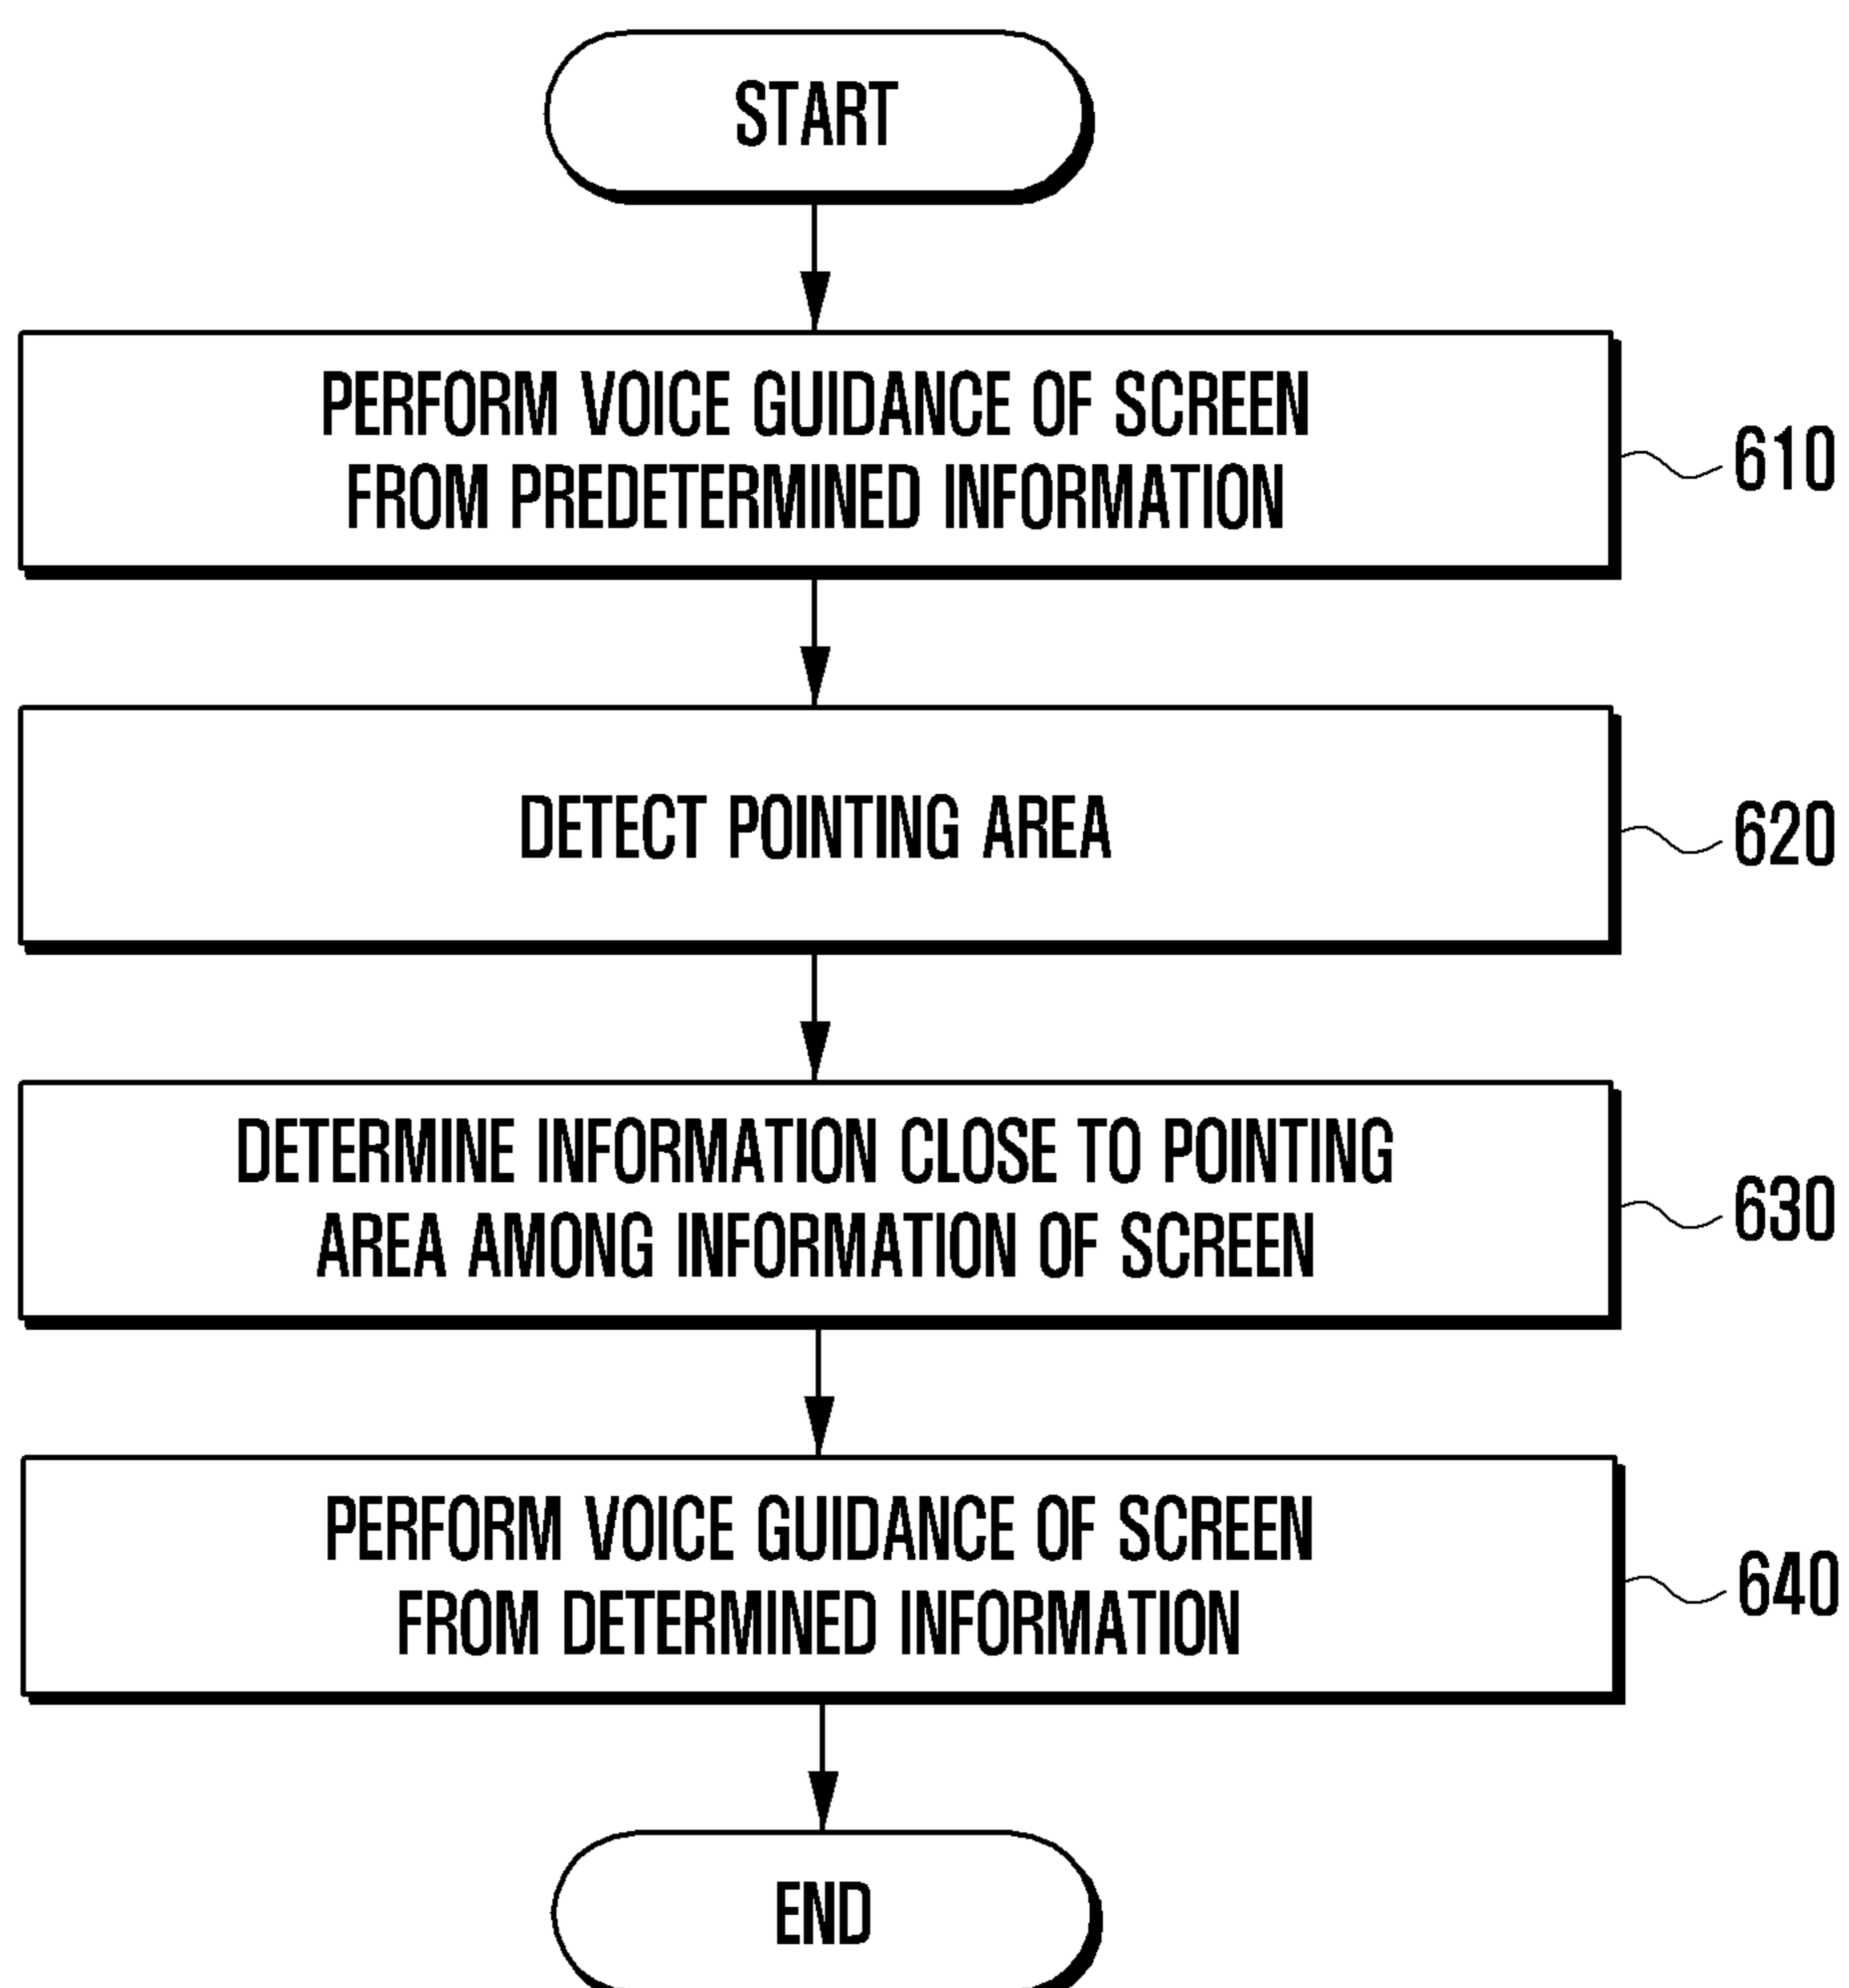 START
PERFORM VOICE GUIDANCE OF SCREEN
FROM PREDETERMINED INFORMATION
610
DETECT POINTING AREA
620
DETERMINE INFORMATION CLOSE TO POINTING
AREA AMONG INFORMATION OF SCREEN
630
PERFORM VOICE GUIDANCE OF SCREEN
FROM DETERMINED INFORMATION
640
END